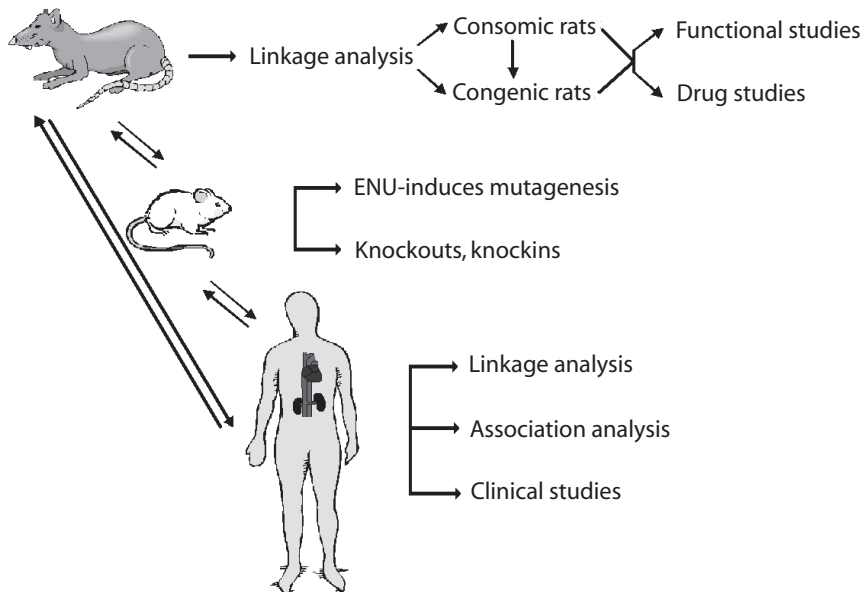 Linkage analysis
Consomic rats
Congenic rats
Functional studies
Drug studies
ENU-induces mutagenesis
Knockouts, knockins
Linkage analysis
Association analysis
Clinical studies